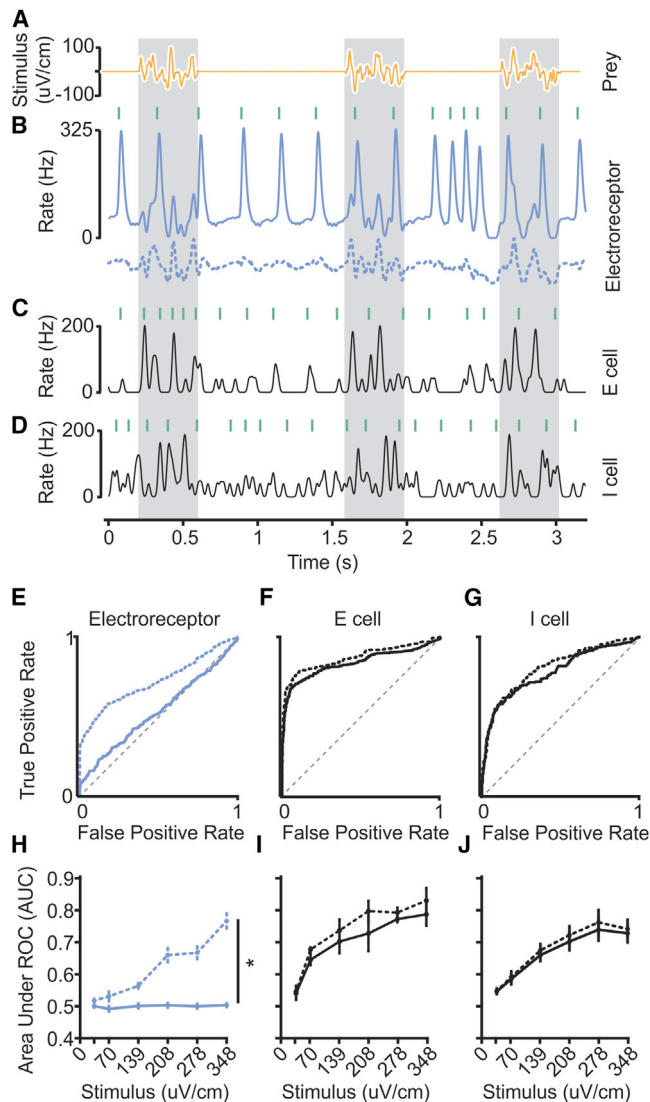 A
Stimulus
(uV/cm)
100
-100
Prey
B
325
Rate (Hz)
0
Electroreceptor
C
200
Rate (Hz)
0
E cell
D
200
Rate (Hz)
0
I cell
0 0.5 1 1.5 2 2.5 3
Time (s)
E Electroreceptor
F E cell
G I cell
True Positive Rate
1
0
0 1
False Positive Rate
0 1
False Positive Rate
0 1
False Positive Rate
H
I
J
Area Under ROC (AUC)
0.9
0.8
0.7
0.6
0.5
0.4
*
0 70 139 208 278 348
Stimulus (uV/cm)
0 70 139 208 278 348
Stimulus (uV/cm)
0 70 139 208 278 348
Stimulus (uV/cm)